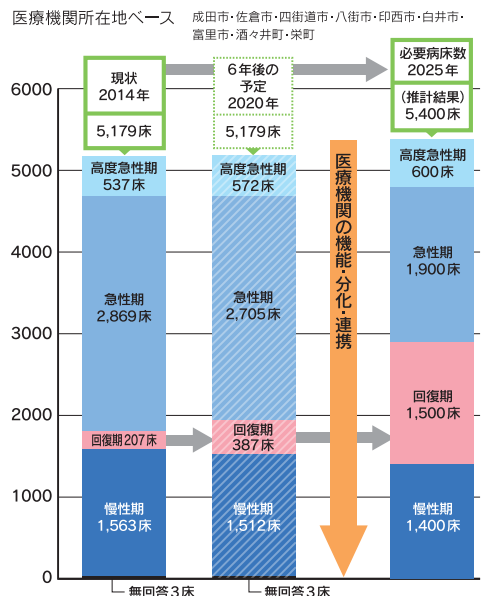 医療機関所在地ベース
成田市・佐倉市・四街道市・八街市・印西市・白井市・
富里市・酒々井町・栄町
現状
2014年
5,179床
6年後の
予定
2020年
5,179床
必要病床数
2025年
(推計結果)
5,400床
6000
5000
4000
3000
2000
1000
0
高度急性期
537床
急性期
2,869床
回復期 207床
慢性期
1,563床
無回答3床
高度急性期
572床
急性期
2,705床
回復期
387床
慢性期
1,512床
無回答3床
医療機関の機能・分化・連携
高度急性期
600床
急性期
1,900床
回復期
1,500床
慢性期
1,400床